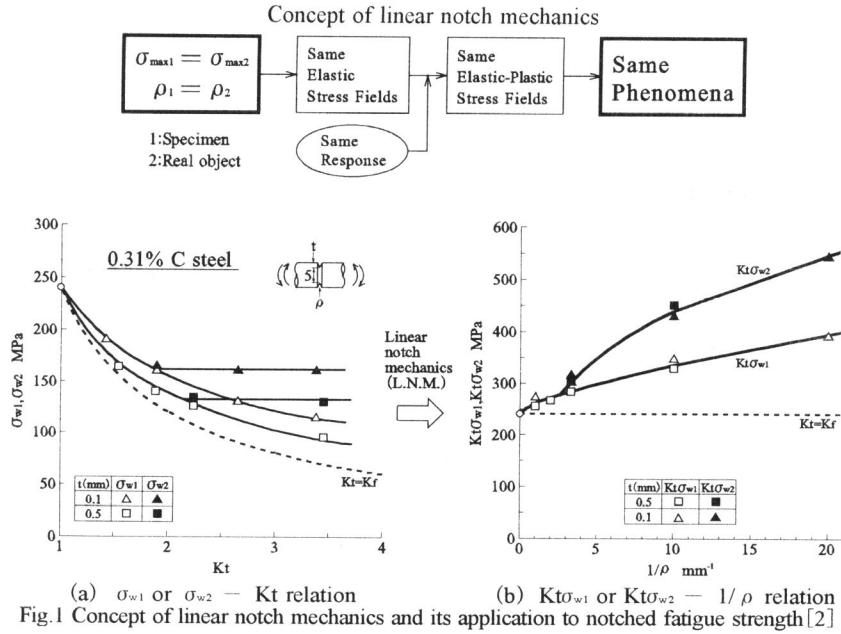 Concept of linear notch mechanics
σmax1 = σmax2
ρ1 = ρ2
Same
Elastic
Stress Fields
Same
Elastic-Plastic
Stress Fields
Same
Phenomena
1:Specimen
2:Real object
Same
Response
300
250
200
150
100
50
0
σw1,σw2 MPa
0.31% C steel
t
5
ρ
Kt=Kf
t(mm) σw1 σw2
0.1 △ ▲
0.5 □ ■
1 2 3 4
Kt
Linear
notch
mechanics
(L.N.M.)
600
500
400
300
200
100
0
Ktσw1,Ktσw2 MPa
Ktσw2
Ktσw1
Kt=Kf
t(mm) Ktσw1 Ktσw2
0.5 □ ■
0.1 △ ▲
0 5 10 15 20
1/ρ mm⁻¹
(a) σw1 or σw2 − Kt relation
(b) Ktσw1 or Ktσw2 − 1/ρ relation
Fig.1 Concept of linear notch mechanics and its application to notched fatigue strength[2]